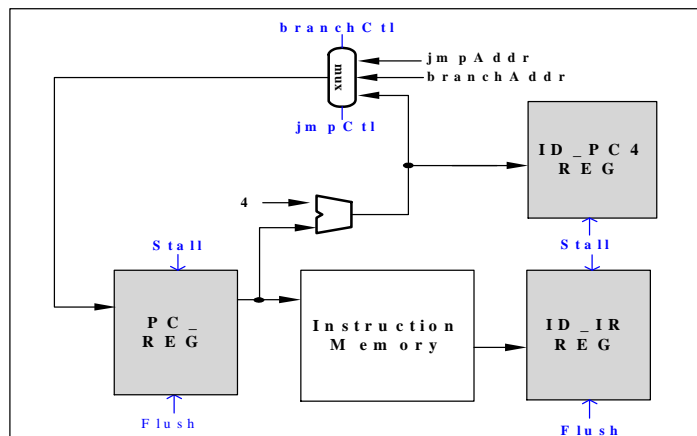 branchCtl
jmpAddr
mux
branchAddr
jmpCtl
ID_PC4
REG
4
Stall
Stall
PC_
REG
Instruction
Memory
ID_IR
REG
Flush
Flush